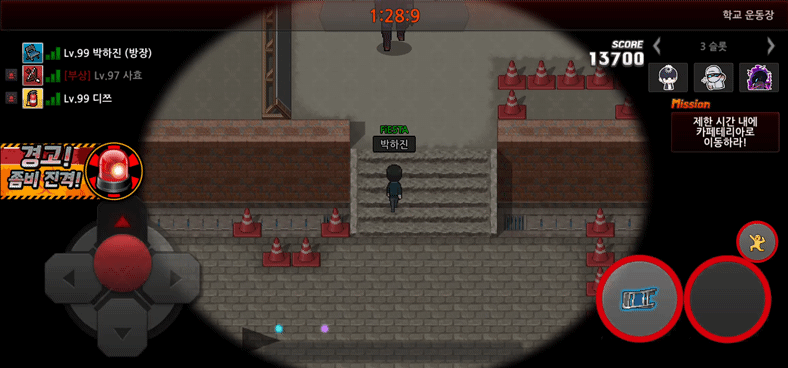 1:28:9
학교 운동장
Lv.99 박하진 (방장)
[부상] Lv.97 사효
Lv.99 디쯔
SCORE
13700
3 슬롯
Mission
제한 시간 내에
카페테리아로
이동하라!
경고!
좀비 진격!
FiESTA
박하진